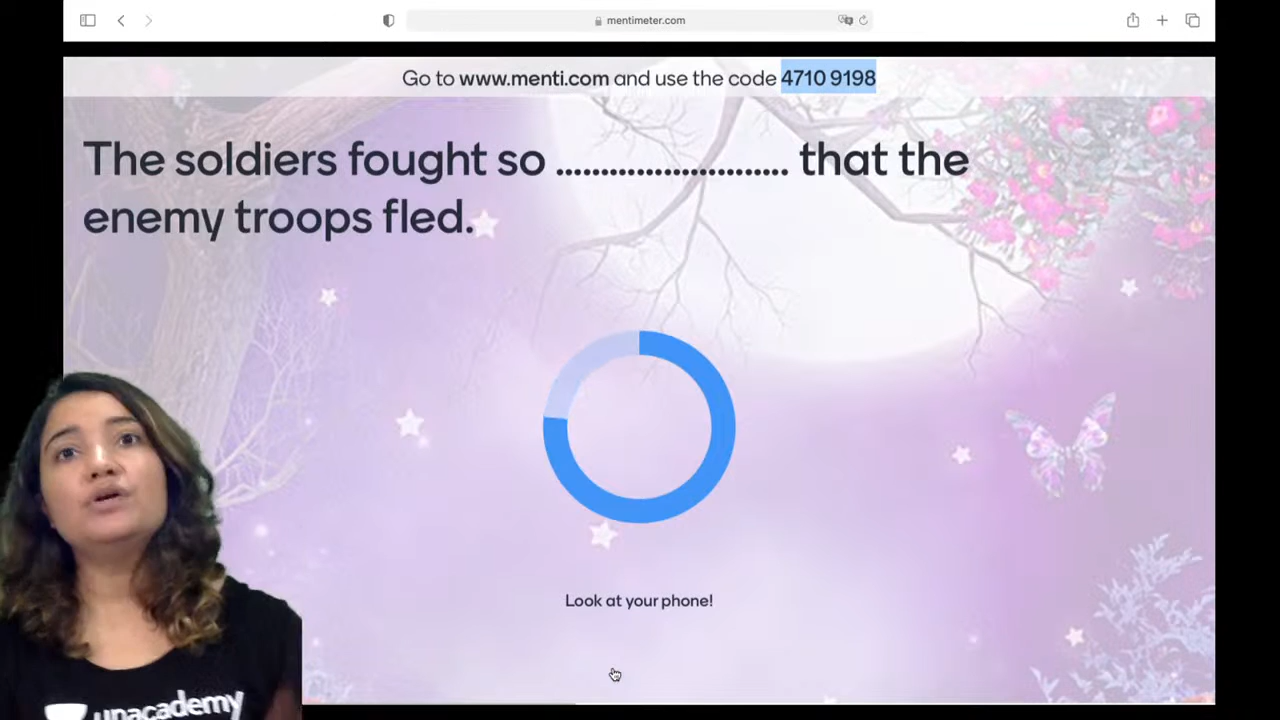 mentimeter.com
Go to www.menti.com and use the code 4710 9198
The soldiers fought so .......................... that the
enemy troops fled.
Look at your phone!
unacademy